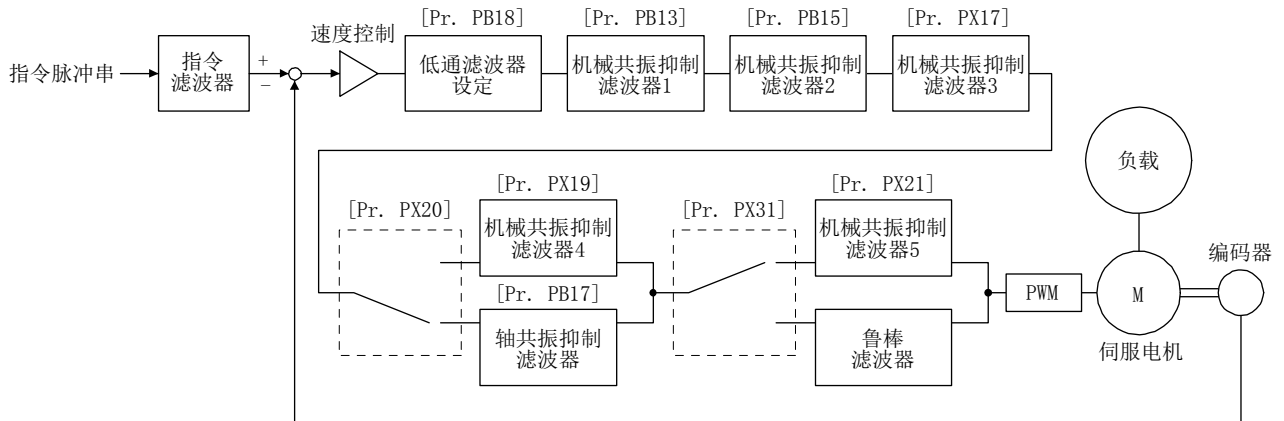 [Pr. PB18]
[Pr. PB13]
[Pr. PB15]
[Pr. PX17]
速度控制
指令脉冲串
指令
滤波器
+
−
低通滤波器
设定
机械共振抑制
滤波器1
机械共振抑制
滤波器2
机械共振抑制
滤波器3
负载
[Pr. PX19]
[Pr. PX21]
[Pr. PX20]
机械共振抑制
滤波器4
[Pr. PX31]
机械共振抑制
滤波器5
编码器
[Pr. PB17]
PWM
M
轴共振抑制
滤波器
鲁棒
滤波器
伺服电机